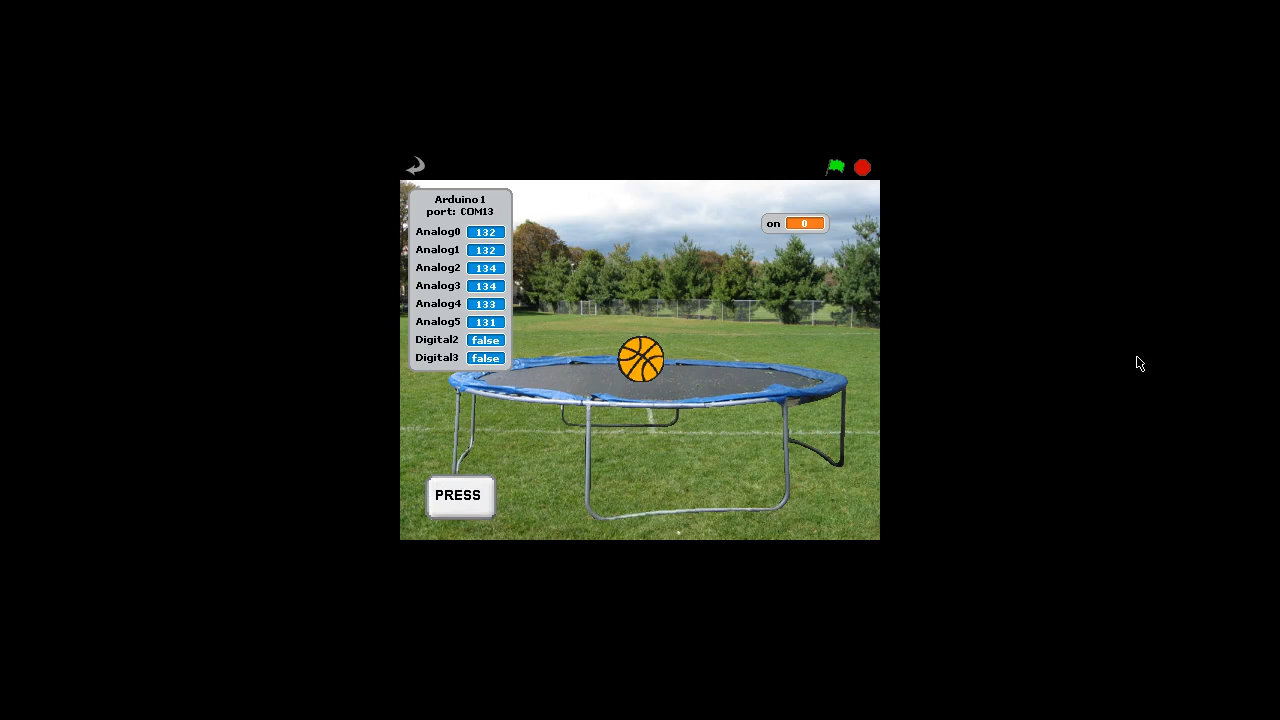 Arduino1
port: COM13
Analog0 132
Analog1 132
Analog2 134
Analog3 134
Analog4 133
Analog5 131
Digital2 false
Digital3 false
on 0
PRESS